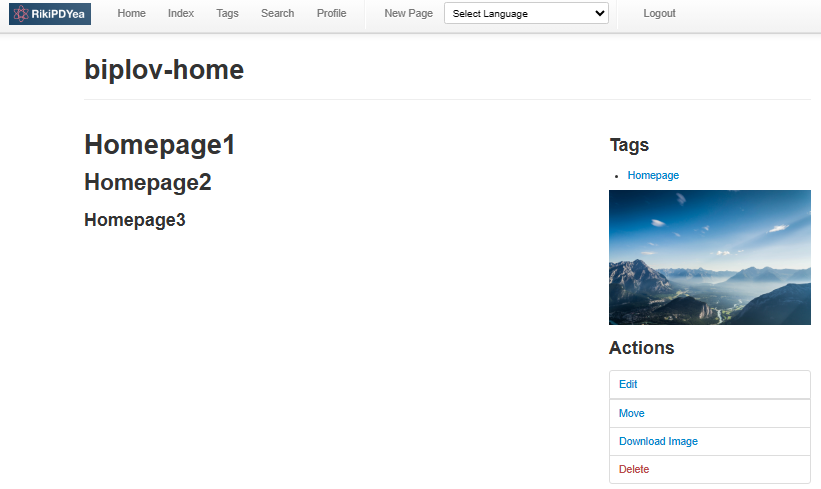 RikiPDYea Home Index Tags Search Profile New Page Select Language Logout
biplov-home
Homepage1
Homepage2
Homepage3
Tags
Homepage
Actions
Edit
Move
Download Image
Delete